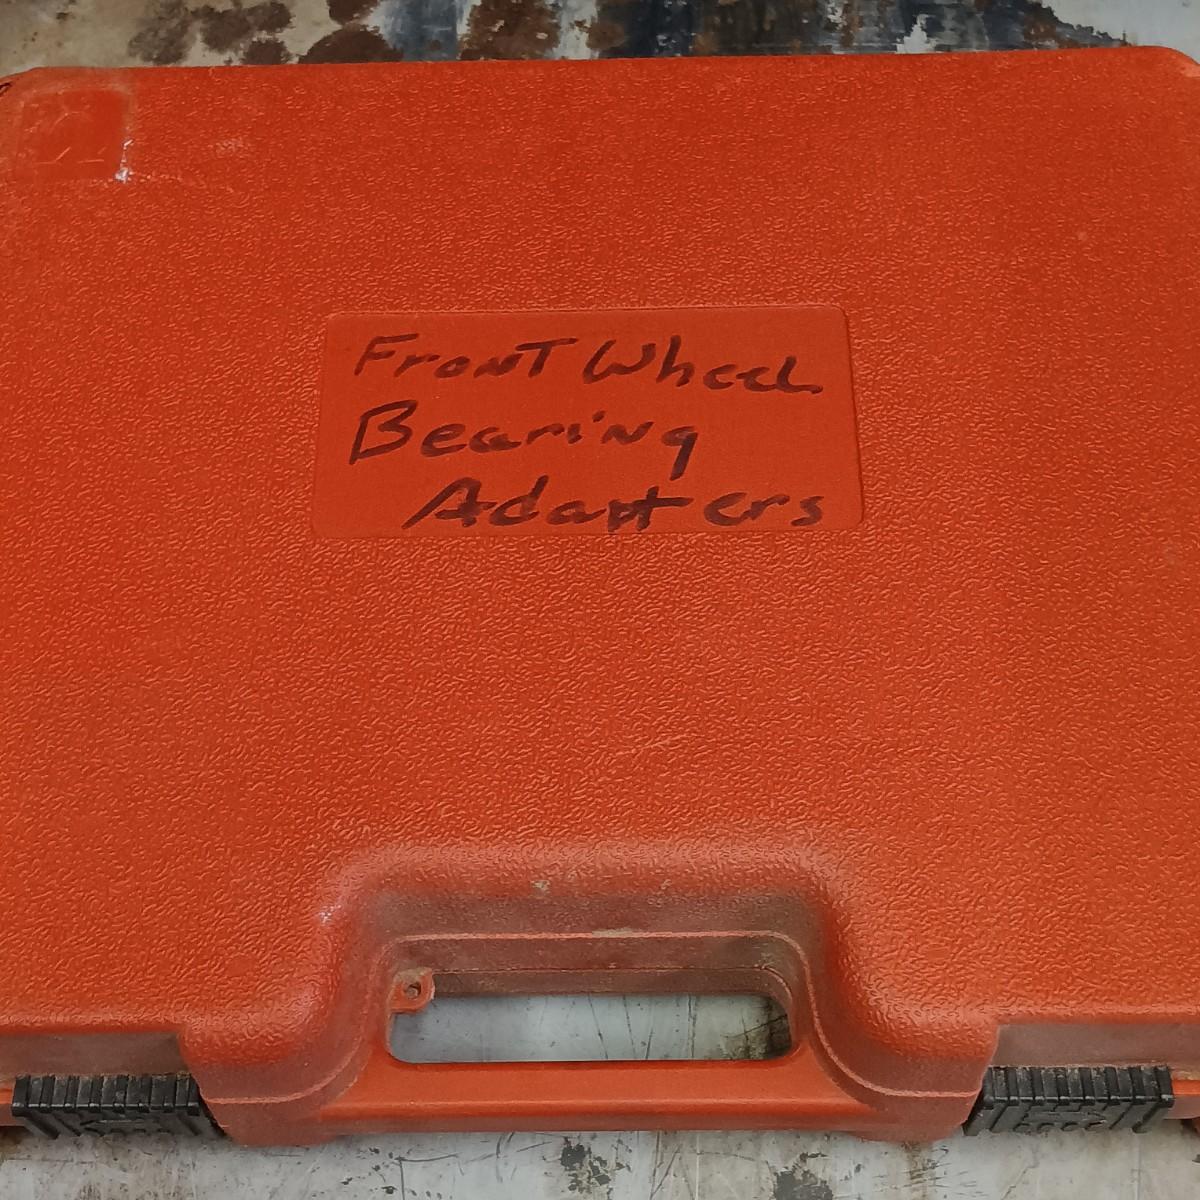 FronT Wheel
Bearing
Adapters